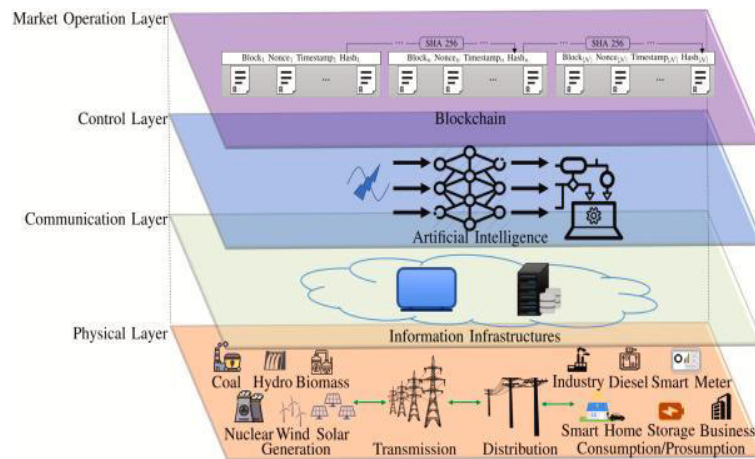 Market Operation Layer
SHA 256
SHA 256
Block₁ Nonce₁ Timestamp₁ Hash₁
Blockₙ Nonceₙ Timestampₙ Hashₙ
Block|N| Nonce|N| Timestamp|N| Hash|N|
Control Layer
Blockchain
Communication Layer
Artificial Intelligence
Physical Layer
Information Infrastructures
Coal Hydro Biomass
Industry Diesel Smart Meter
Nuclear Wind Solar
Smart Home Storage Business
Generation
Transmission
Distribution
Consumption/Prosumption